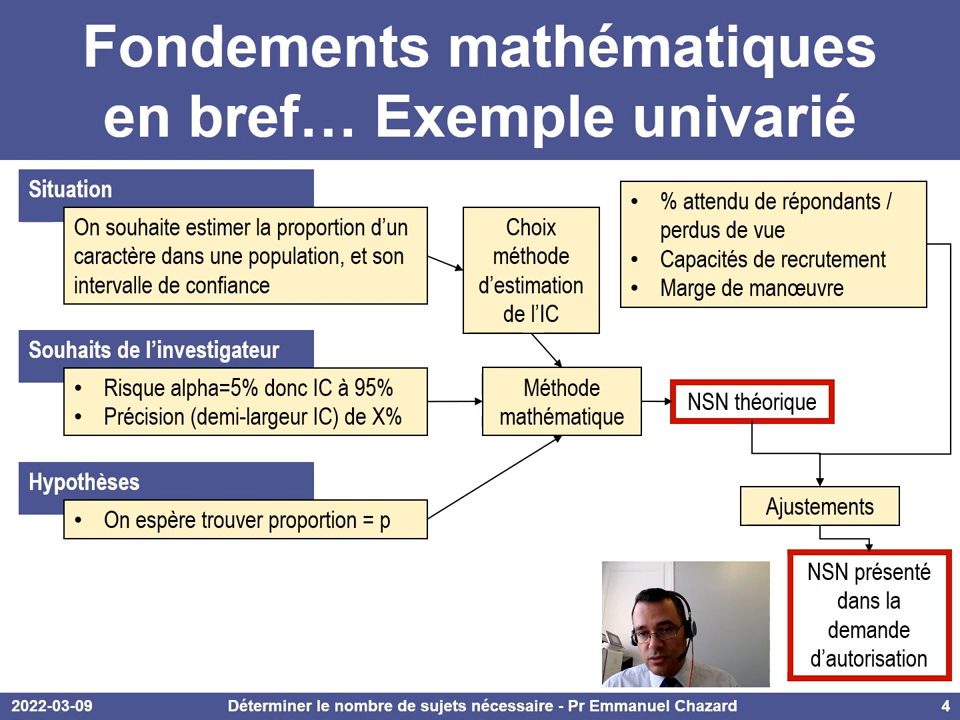 Fondements mathématiques
en bref… Exemple univarié
Situation
On souhaite estimer la proportion d’un
caractère dans une population, et son
intervalle de confiance
Choix
méthode
d’estimation
de l’IC
• % attendu de répondants /
perdus de vue
• Capacités de recrutement
• Marge de manœuvre
Souhaits de l’investigateur
• Risque alpha=5% donc IC à 95%
• Précision (demi-largeur IC) de X%
Méthode
mathématique
NSN théorique
Hypothèses
• On espère trouver proportion = p
Ajustements
NSN présenté
dans la
demande
d’autorisation
2022-03-09
Déterminer le nombre de sujets nécessaire - Pr Emmanuel Chazard
4